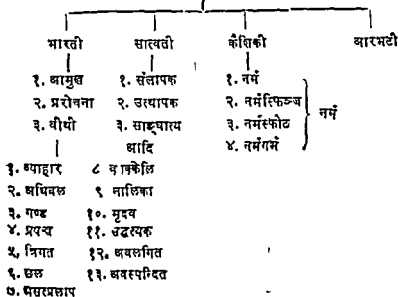 भारती सात्वती कैशिकी आरभटी
१. आमुख १. संलापक १. नर्म
२. प्ररोचना २. उत्थापक २. नर्मस्फिञ्ज
३. वीथी ३. साङ्घात्य ३. नर्मस्फोट नर्म
आदि ४. नर्मगर्भ
१. व्याहार ८ वाक्केलि
२. अधिबल ९ नालिका
३. गण्ड १०. मृदव
४. प्रपन्च ११. उद्धत्यक
५. त्रिगत १२. अवलगित
६. छल १३. अवस्पन्दित
७. असत्प्रलाप